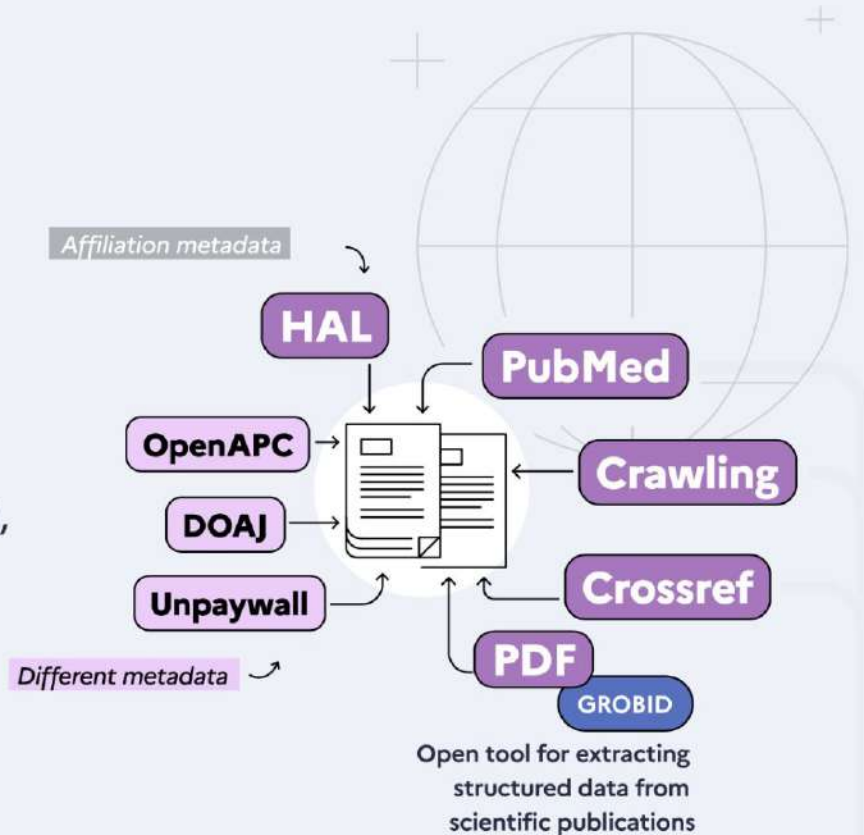 Affiliation metadata
HAL
PubMed
OpenAPC
Crawling
DOAJ
,
Unpaywall
Crossref
PDF
Different metadata
GROBID
Open tool for extracting
structured data from
scientific publications